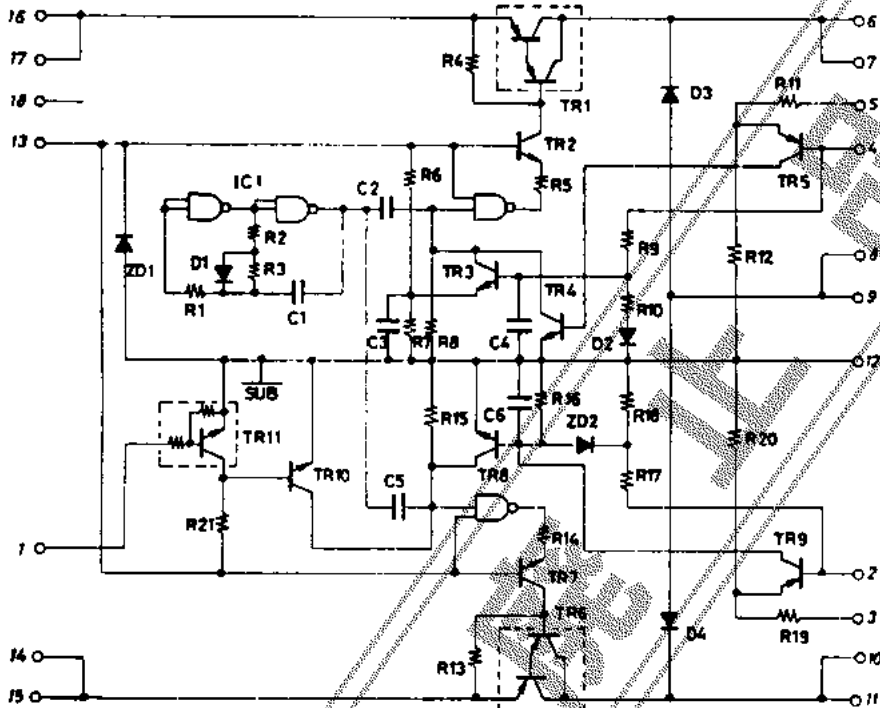 16
6
17
R4
7
R11
18
TR1
D3
5
13
TR2
4
IC1
C2
R6
R5
TR5
R2
R9
8
ZD1
D1
R3
TR3
TR4
R12
R10
9
R1
C1
C3
R7
R8
C4
D2
12
SUB
R15
C6
R16
R18
ZD2
TR11
R20
TR10
TR8
R17
C5
R21
R14
TR9
1
TR7
2
TR6
R13
D4
R19
3
14
10
15
11